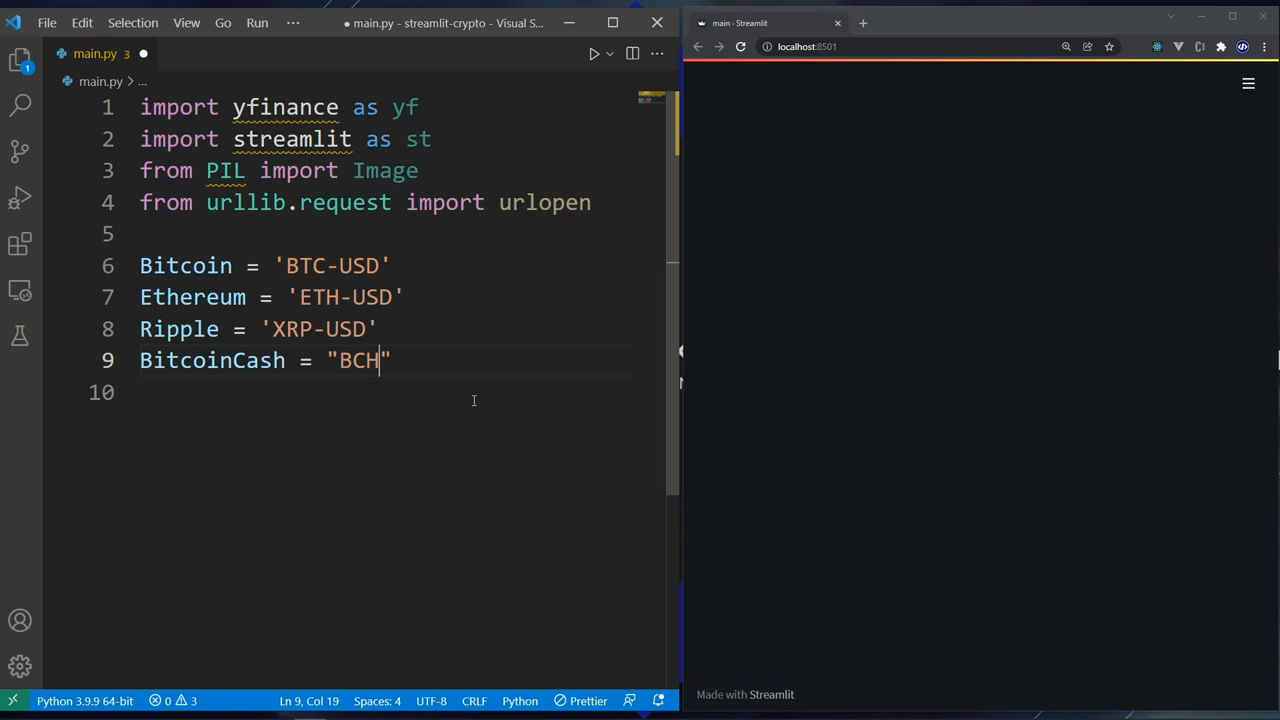 File Edit Selection View Go Run ··· ● main.py - streamlit-crypto - Visual S...
main.py 3 ●
main.py > ...
1 import yfinance as yf
2 import streamlit as st
3 from PIL import Image
4 from urllib.request import urlopen
5
6 Bitcoin = 'BTC-USD'
7 Ethereum = 'ETH-USD'
8 Ripple = 'XRP-USD'
9 BitcoinCash = "BCH"
10
1
Python 3.9.9 64-bit 0 3 Ln 9, Col 19 Spaces: 4 UTF-8 CRLF Python Prettier
main - Streamlit
localhost:8501
Made with Streamlit